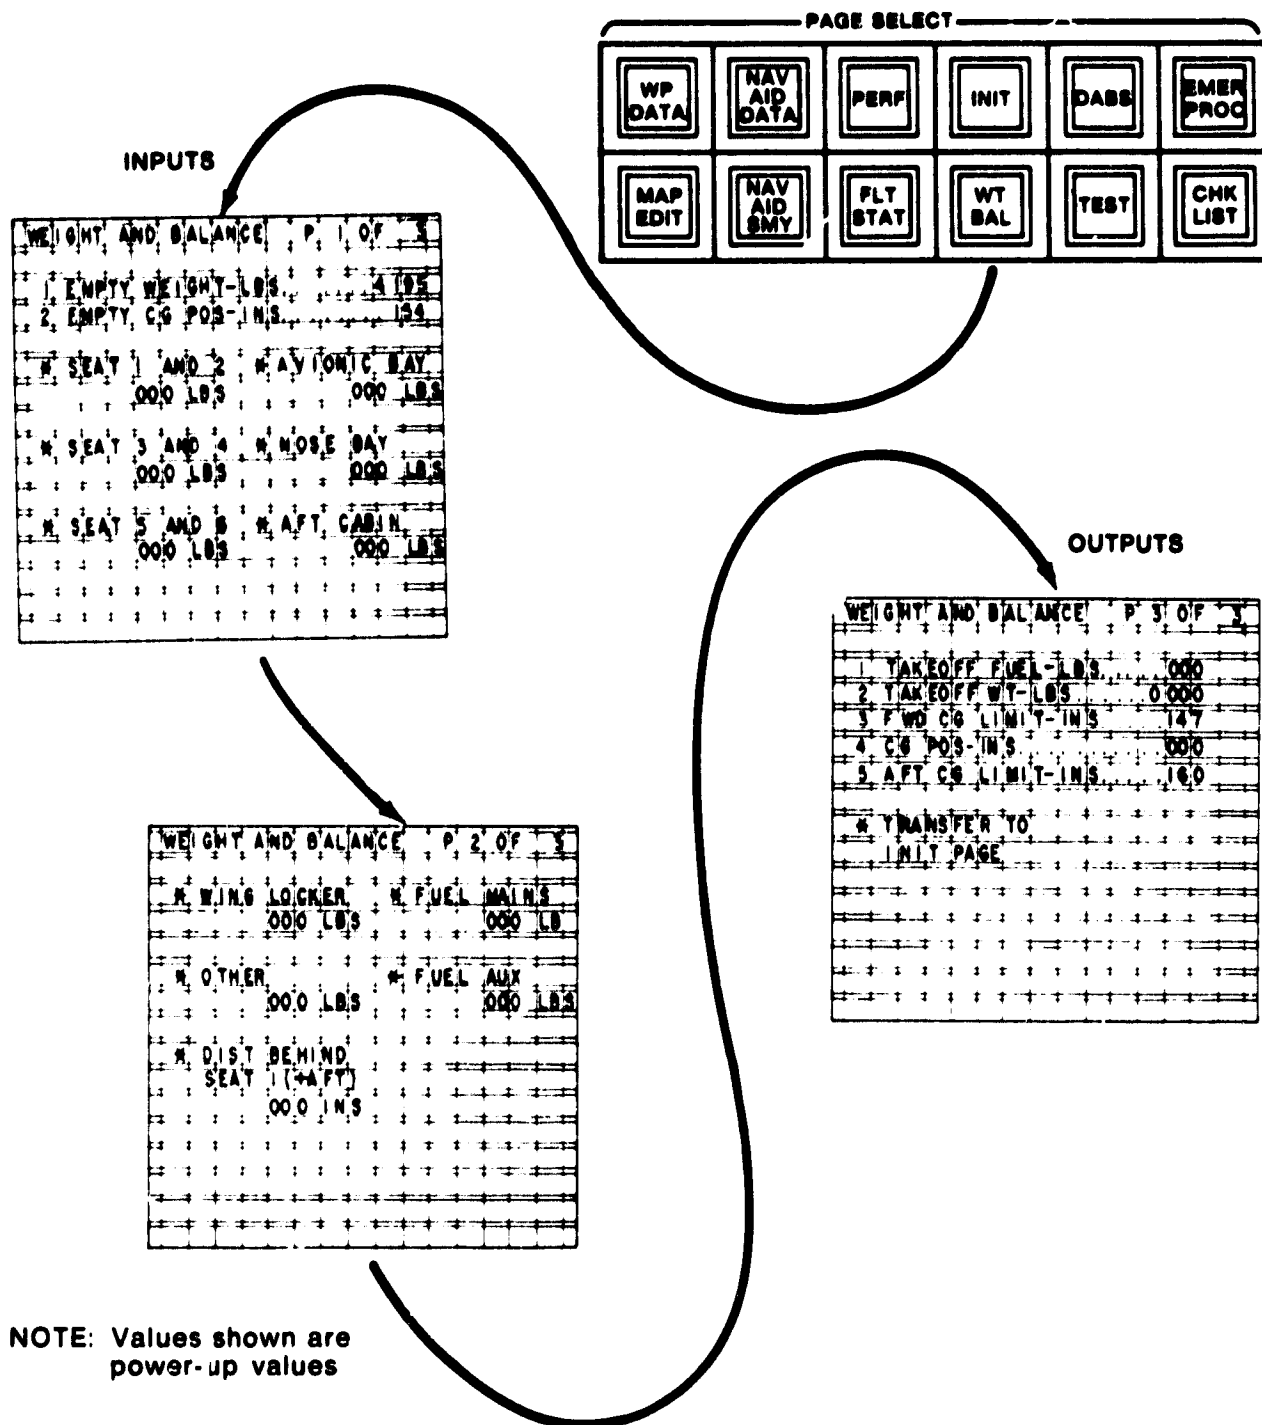 PAGE SELECT
WP DATA
NAV AID DATA
PERF
INIT
DABS
EMER PROC
MAP EDIT
NAV AID SMY
FLT STAT
WT BAL
TEST
CHK LIST
INPUTS
WEIGHT AND BALANCE P 1 OF 3
1 EMPTY WEIGHT-LBS.......4195
2 EMPTY CG POS-INS.........154
* SEAT 1 AND 2 * AVIONIC BAY
000 LBS 000 LBS
* SEAT 3 AND 4 * NOSE BAY
000 LBS 000 LBS
* SEAT 5 AND 6 * AFT CABIN
000 LBS 000 LBS
OUTPUTS
WEIGHT AND BALANCE P 3 OF 3
1 TAKEOFF FUEL-LBS.....000
2 TAKEOFF WT-LBS......0000
3 FWD CG LIMIT-INS....147
4 CG POS-INS...........000
5 AFT CG LIMIT-INS.....160
* TRANSFER TO
INIT PAGE
WEIGHT AND BALANCE P 2 OF 3
* WING LOCKER * FUEL MAINS
000 LBS 000 LB
* OTHER * FUEL AUX
000 LBS 000 LBS
* DIST BEHIND
SEAT 1 (+AFT)
000 INS
NOTE: Values shown are
power-up values